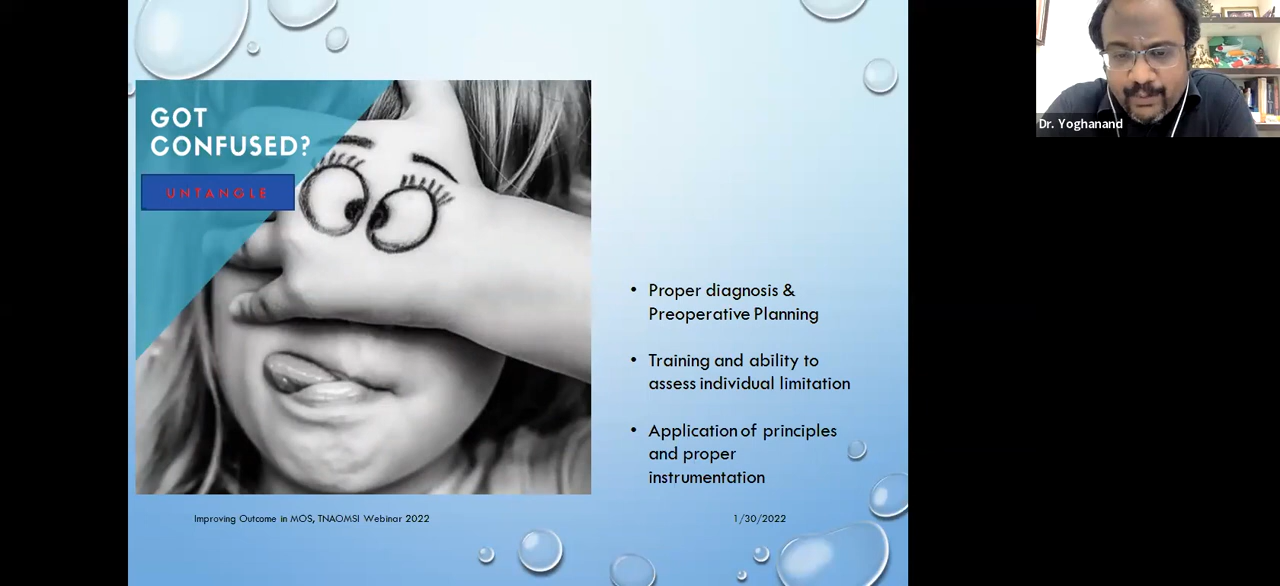 GOT
CONFUSED?
UNTANGLE
• Proper diagnosis &
Preoperative Planning
• Training and ability to
assess individual limitation
• Application of principles
and proper
instrumentation
Improving Outcome in MOS, TNAOMSI Webinar 2022
1/30/2022
Dr. Yoghanand